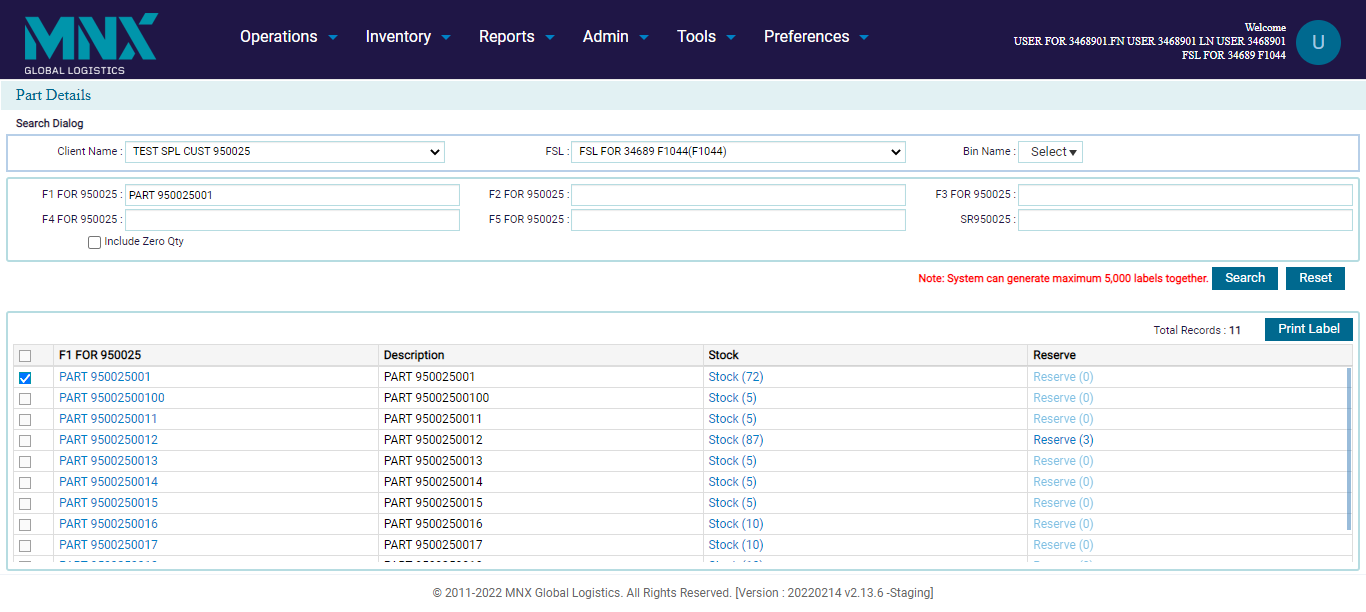 MNX
GLOBAL LOGISTICS
Operations Inventory Reports Admin Tools Preferences
Welcome
USER FOR 3468901.FN USER 3468901 LN USER 3468901
FSL FOR 34689 F1044
U
Part Details
Search Dialog
Client Name : TEST SPL CUST 950025 FSL : FSL FOR 34689 F1044(F1044) Bin Name : Select
F1 FOR 950025 : PART 950025001 F2 FOR 950025 : F3 FOR 950025 :
F4 FOR 950025 : F5 FOR 950025 : SR950025 :
Include Zero Qty
Note: System can generate maximum 5,000 labels together. Search Reset
Total Records : 11 Print Label
F1 FOR 950025 Description Stock Reserve
PART 950025001 PART 950025001 Stock (72) Reserve (0)
PART 95002500100 PART 95002500100 Stock (5) Reserve (0)
PART 9500250011 PART 9500250011 Stock (5) Reserve (0)
PART 9500250012 PART 9500250012 Stock (87) Reserve (3)
PART 9500250013 PART 9500250013 Stock (5) Reserve (0)
PART 9500250014 PART 9500250014 Stock (5) Reserve (0)
PART 9500250015 PART 9500250015 Stock (5) Reserve (0)
PART 9500250016 PART 9500250016 Stock (10) Reserve (0)
PART 9500250017 PART 9500250017 Stock (10) Reserve (0)
© 2011-2022 MNX Global Logistics. All Rights Reserved. [Version : 20220214 v2.13.6 -Staging]